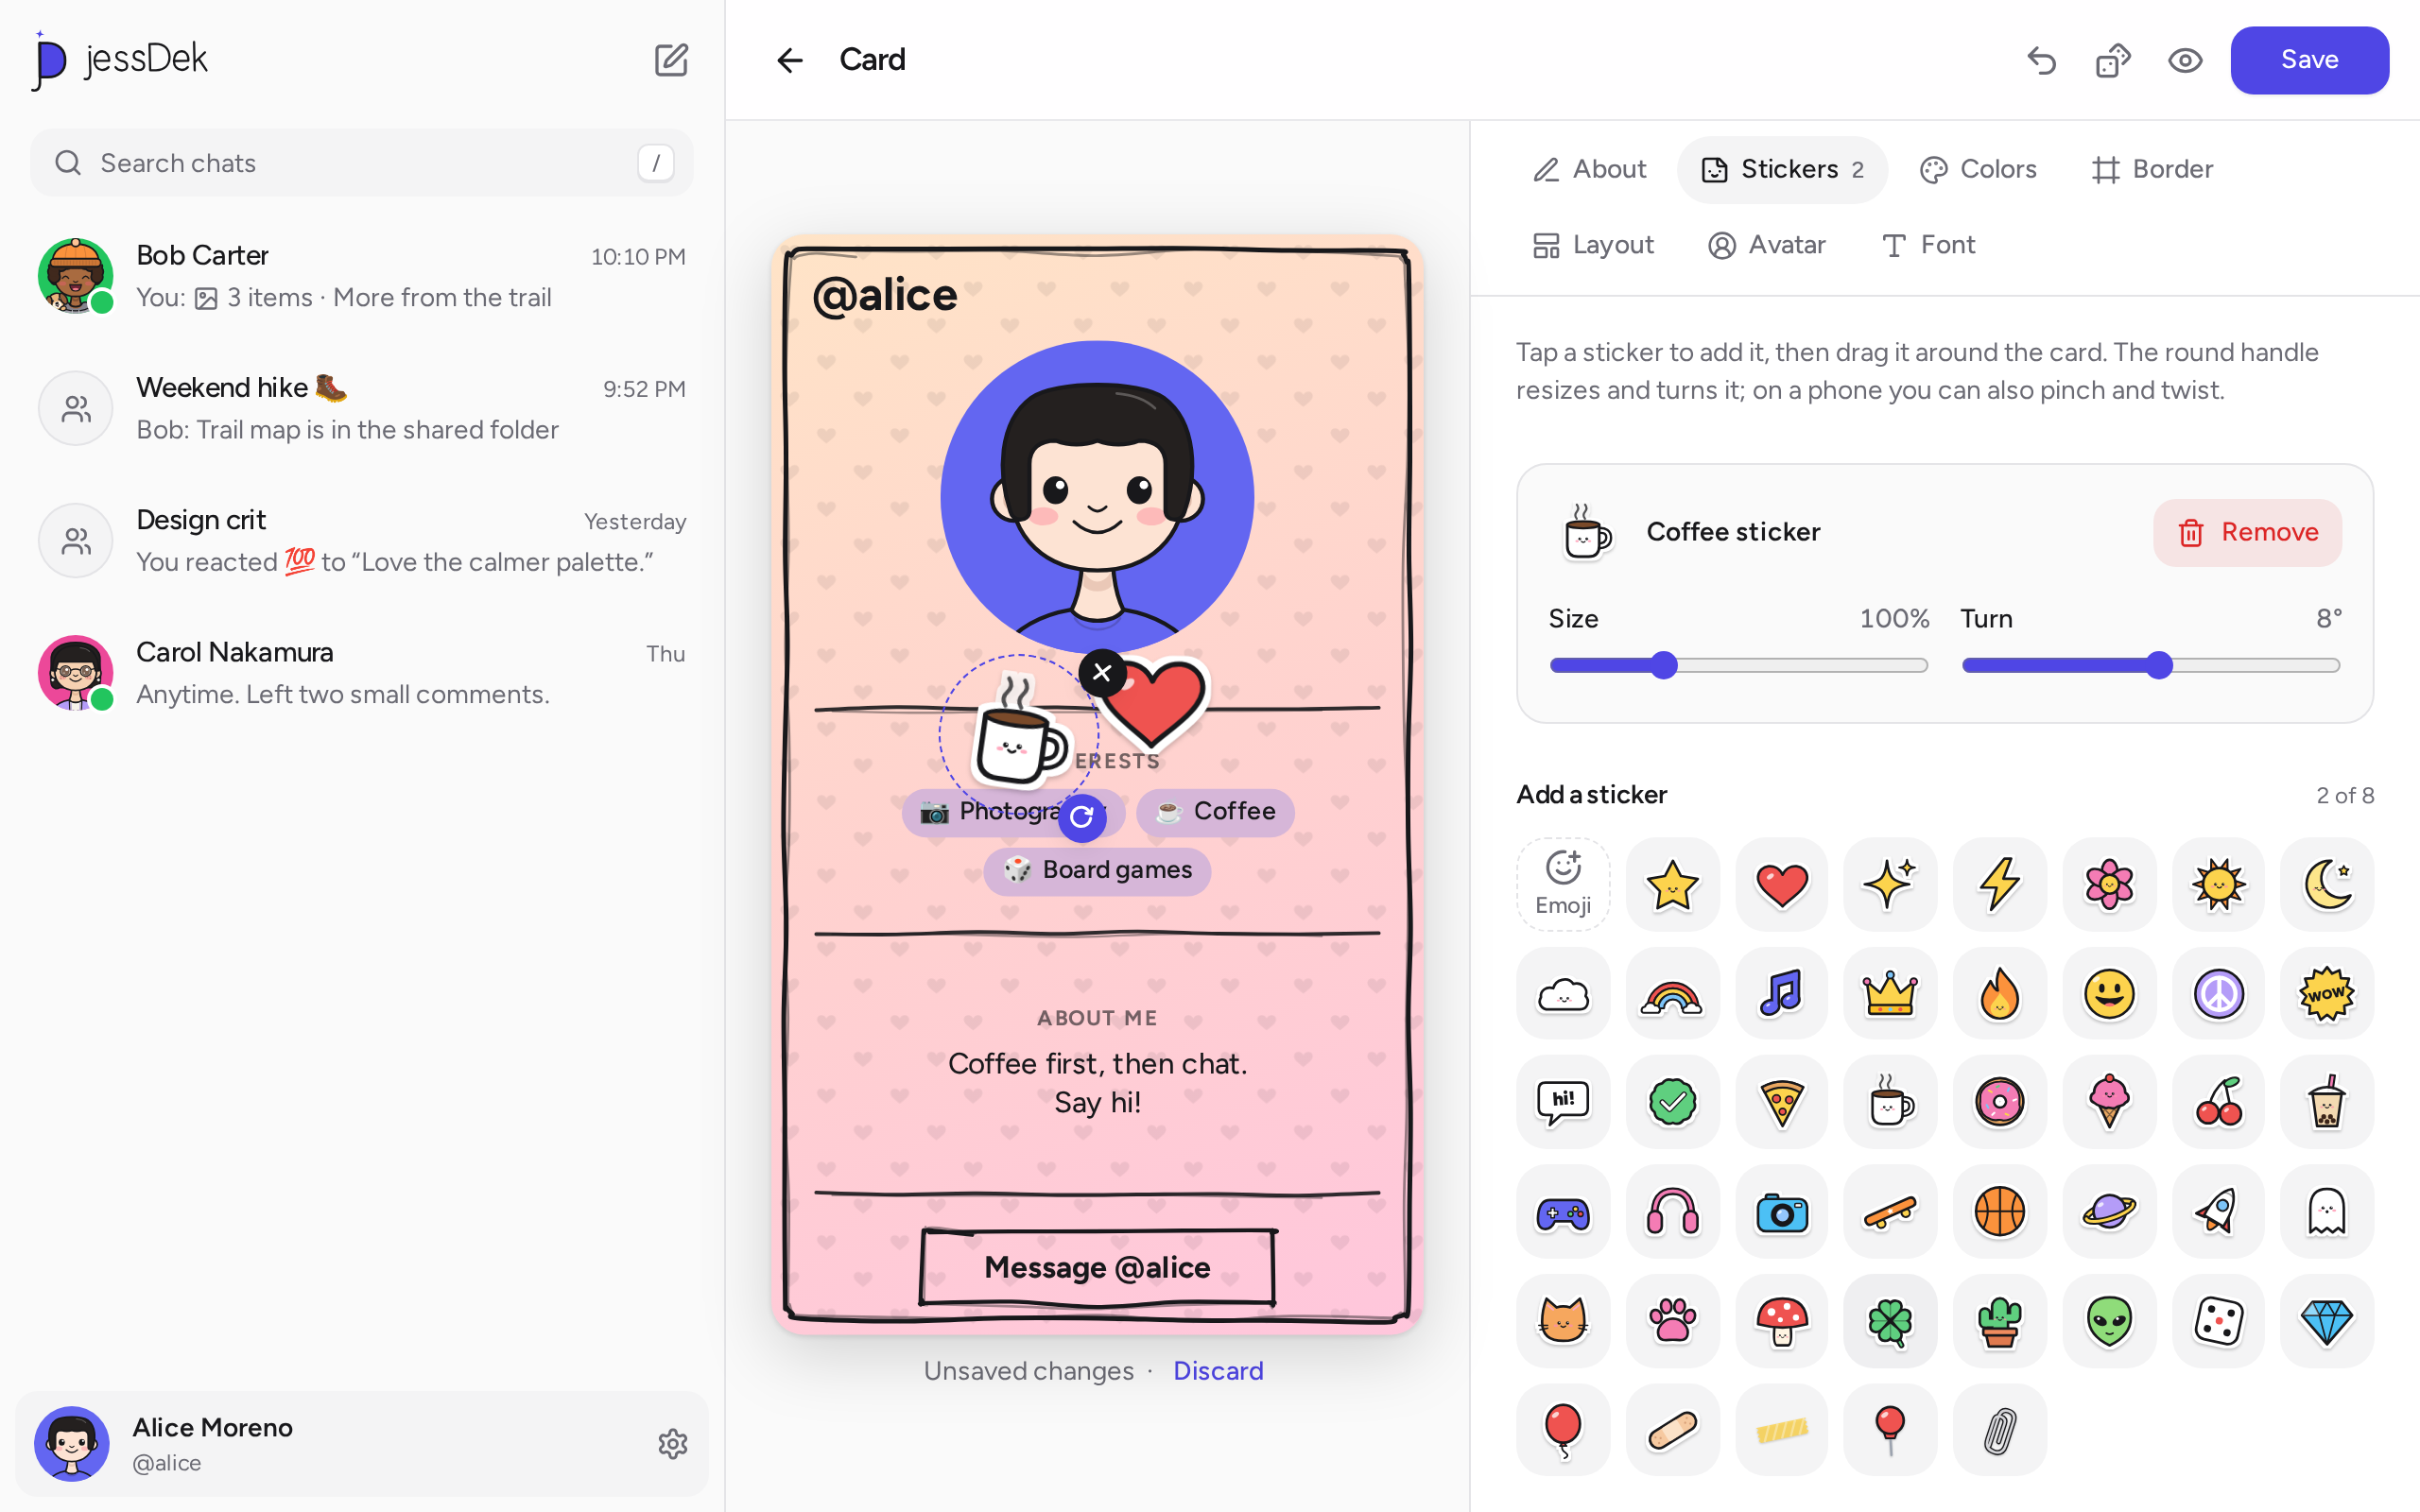 jessDek
Search chats
/
Bob Carter
10:10 PM
You: 3 items · More from the trail
Weekend hike 🥾
9:52 PM
Bob: Trail map is in the shared folder
Design crit
Yesterday
You reacted 💯 to “Love the calmer palette.”
Carol Nakamura
Thu
Anytime. Left two small comments.
Alice Moreno
@alice
Card
Save
@alice
ERESTS
📷 Photogra
☕ Coffee
🎲 Board games
ABOUT ME
Coffee first, then chat.
Say hi!
Message @alice
Unsaved changes · Discard
About
Stickers 2
Colors
Border
Layout
Avatar
Font
Tap a sticker to add it, then drag it around the card. The round handle
resizes and turns it; on a phone you can also pinch and twist.
Coffee sticker
Remove
Size
100%
Turn
8°
Add a sticker
2 of 8
Emoji
WOW
hi!